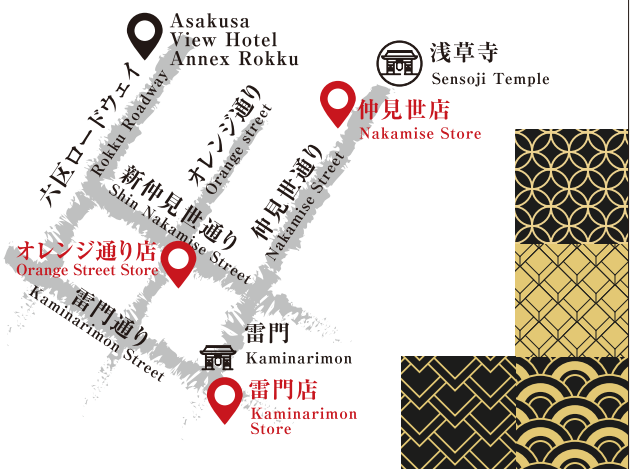 Asakusa
View Hotel
Annex Rokku
浅草寺
Sensoji Temple
仲見世店
Nakamise Store
六区ロードウェイ
Rokku Roadway
オレンジ通り
Orange street
仲見世通り
Nakamise Street
新仲見世通り
Shin Nakamise Street
オレンジ通り店
Orange Street Store
雷門通り
Kaminarimon Street
雷門
Kaminarimon
雷門店
Kaminarimon
Store